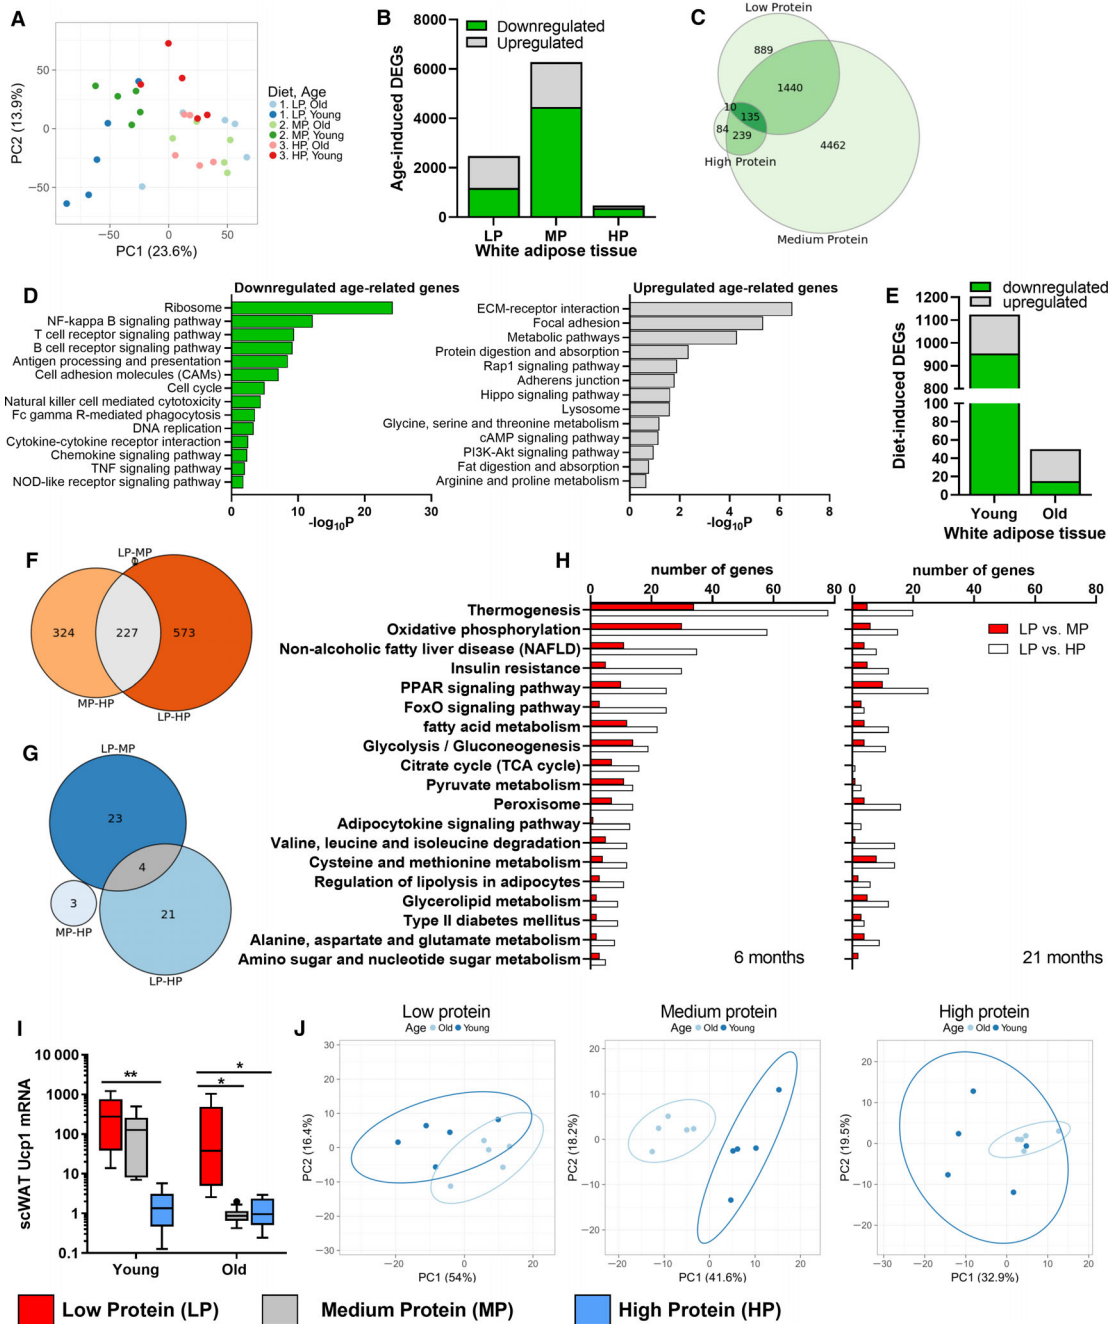 A
PC2 (13.9%)
50
0
−50
−50
0
50
PC1 (23.6%)
Diet, Age
1. LP, Old
1. LP, Young
2. MP, Old
2. MP, Young
3. HP, Old
3. HP, Young
B
Age-induced DEGs
8000
6000
4000
2000
0
Downregulated
Upregulated
LP
MP
HP
White adipose tissue
C
Low Protein
889
1440
10
135
84
239
4462
High Protein
Medium Protein
D
Downregulated age-related genes
Ribosome
NF-kappa B signaling pathway
T cell receptor signaling pathway
B cell receptor signaling pathway
Antigen processing and presentation
Cell adhesion molecules (CAMs)
Cell cycle
Natural killer cell mediated cytotoxicity
Fc gamma R-mediated phagocytosis
DNA replication
Cytokine-cytokine receptor interaction
Chemokine signaling pathway
TNF signaling pathway
NOD-like receptor signaling pathway
0
10
20
30
-log10P
Upregulated age-related genes
ECM-receptor interaction
Focal adhesion
Metabolic pathways
Protein digestion and absorption
Rap1 signaling pathway
Adherens junction
Hippo signaling pathway
Lysosome
Glycine, serine and threonine metabolism
cAMP signaling pathway
PI3K-Akt signaling pathway
Fat digestion and absorption
Arginine and proline metabolism
0
2
4
6
8
-log10P
E
downregulated
upregulated
Diet-induced DEGs
1200
1100
1000
900
800
100
80
60
40
20
0
Young
Old
White adipose tissue
F
LP-MP
324
227
573
MP-HP
LP-HP
G
LP-MP
23
4
3
21
MP-HP
LP-HP
H
number of genes
0
20
40
60
80
Thermogenesis
Oxidative phosphorylation
Non-alcoholic fatty liver disease (NAFLD)
Insulin resistance
PPAR signaling pathway
FoxO signaling pathway
fatty acid metabolism
Glycolysis / Gluconeogenesis
Citrate cycle (TCA cycle)
Pyruvate metabolism
Peroxisome
Adipocytokine signaling pathway
Valine, leucine and isoleucine degradation
Cysteine and methionine metabolism
Regulation of lipolysis in adipocytes
Glycerolipid metabolism
Type II diabetes mellitus
Alanine, aspartate and glutamate metabolism
Amino sugar and nucleotide sugar metabolism
6 months
number of genes
0
20
40
60
80
LP vs. MP
LP vs. HP
21 months
I
scWAT Ucp1 mRNA
10 000
1000
100
10
1
0.1
**
*
*
Young
Old
J
Low protein
Age Old Young
PC2 (16.4%)
30
20
10
0
−10
−20
−30
−20
0
20
PC1 (54%)
Medium protein
Age Old Young
PC2 (18.2%)
20
10
0
−10
−20
−20
−10
0
10
20
PC1 (41.6%)
High protein
Age Old Young
PC2 (19.5%)
20
10
0
−10
−20
−30
−20
−10
0
10
20
PC1 (32.9%)
Low Protein (LP)
Medium Protein (MP)
High Protein (HP)